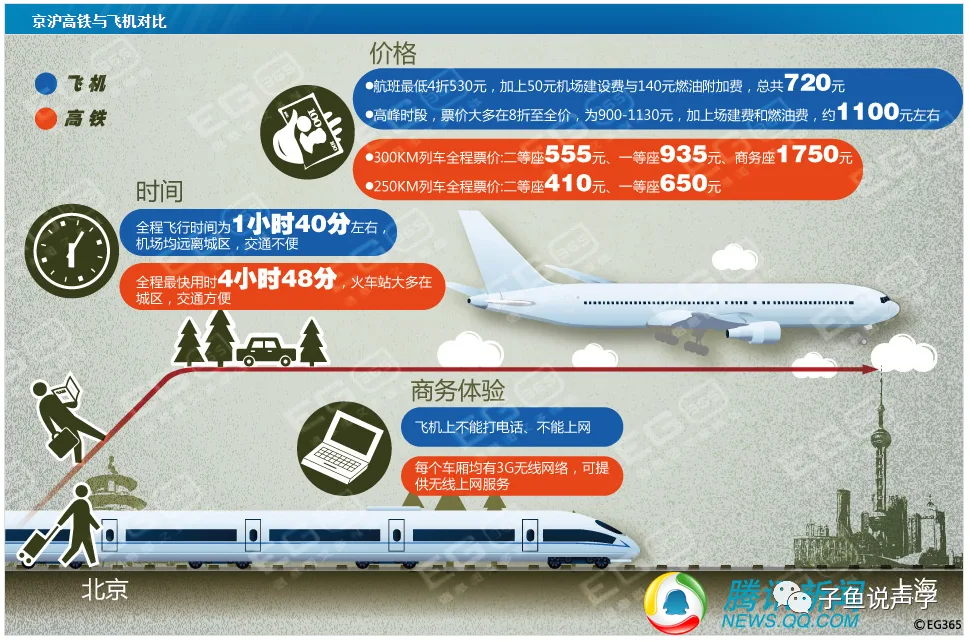 京沪高铁与飞机对比
飞机
高铁
价格
●航班最低4折530元，加上50元机场建设费与140元燃油附加费，总共720元
●高峰时段，票价大多在8折至全价，为900-1130元，加上场建费和燃油费，约1100元左右
●300KM列车全程票价:二等座555元、一等座935元、商务座1750元
●250KM列车全程票价:二等座410元、一等座650元
时间
全程飞行时间为1小时40分左右，
机场均远离城区，交通不便
全程最快用时4小时48分，火车站大多在
城区，交通方便
商务体验
飞机上不能打电话、不能上网
每个车厢均有3G无线网络，可提
供无线上网服务
100
北京
上海
腾讯新闻
NEWS.QQ.COM
子鱼说声学
©EG365